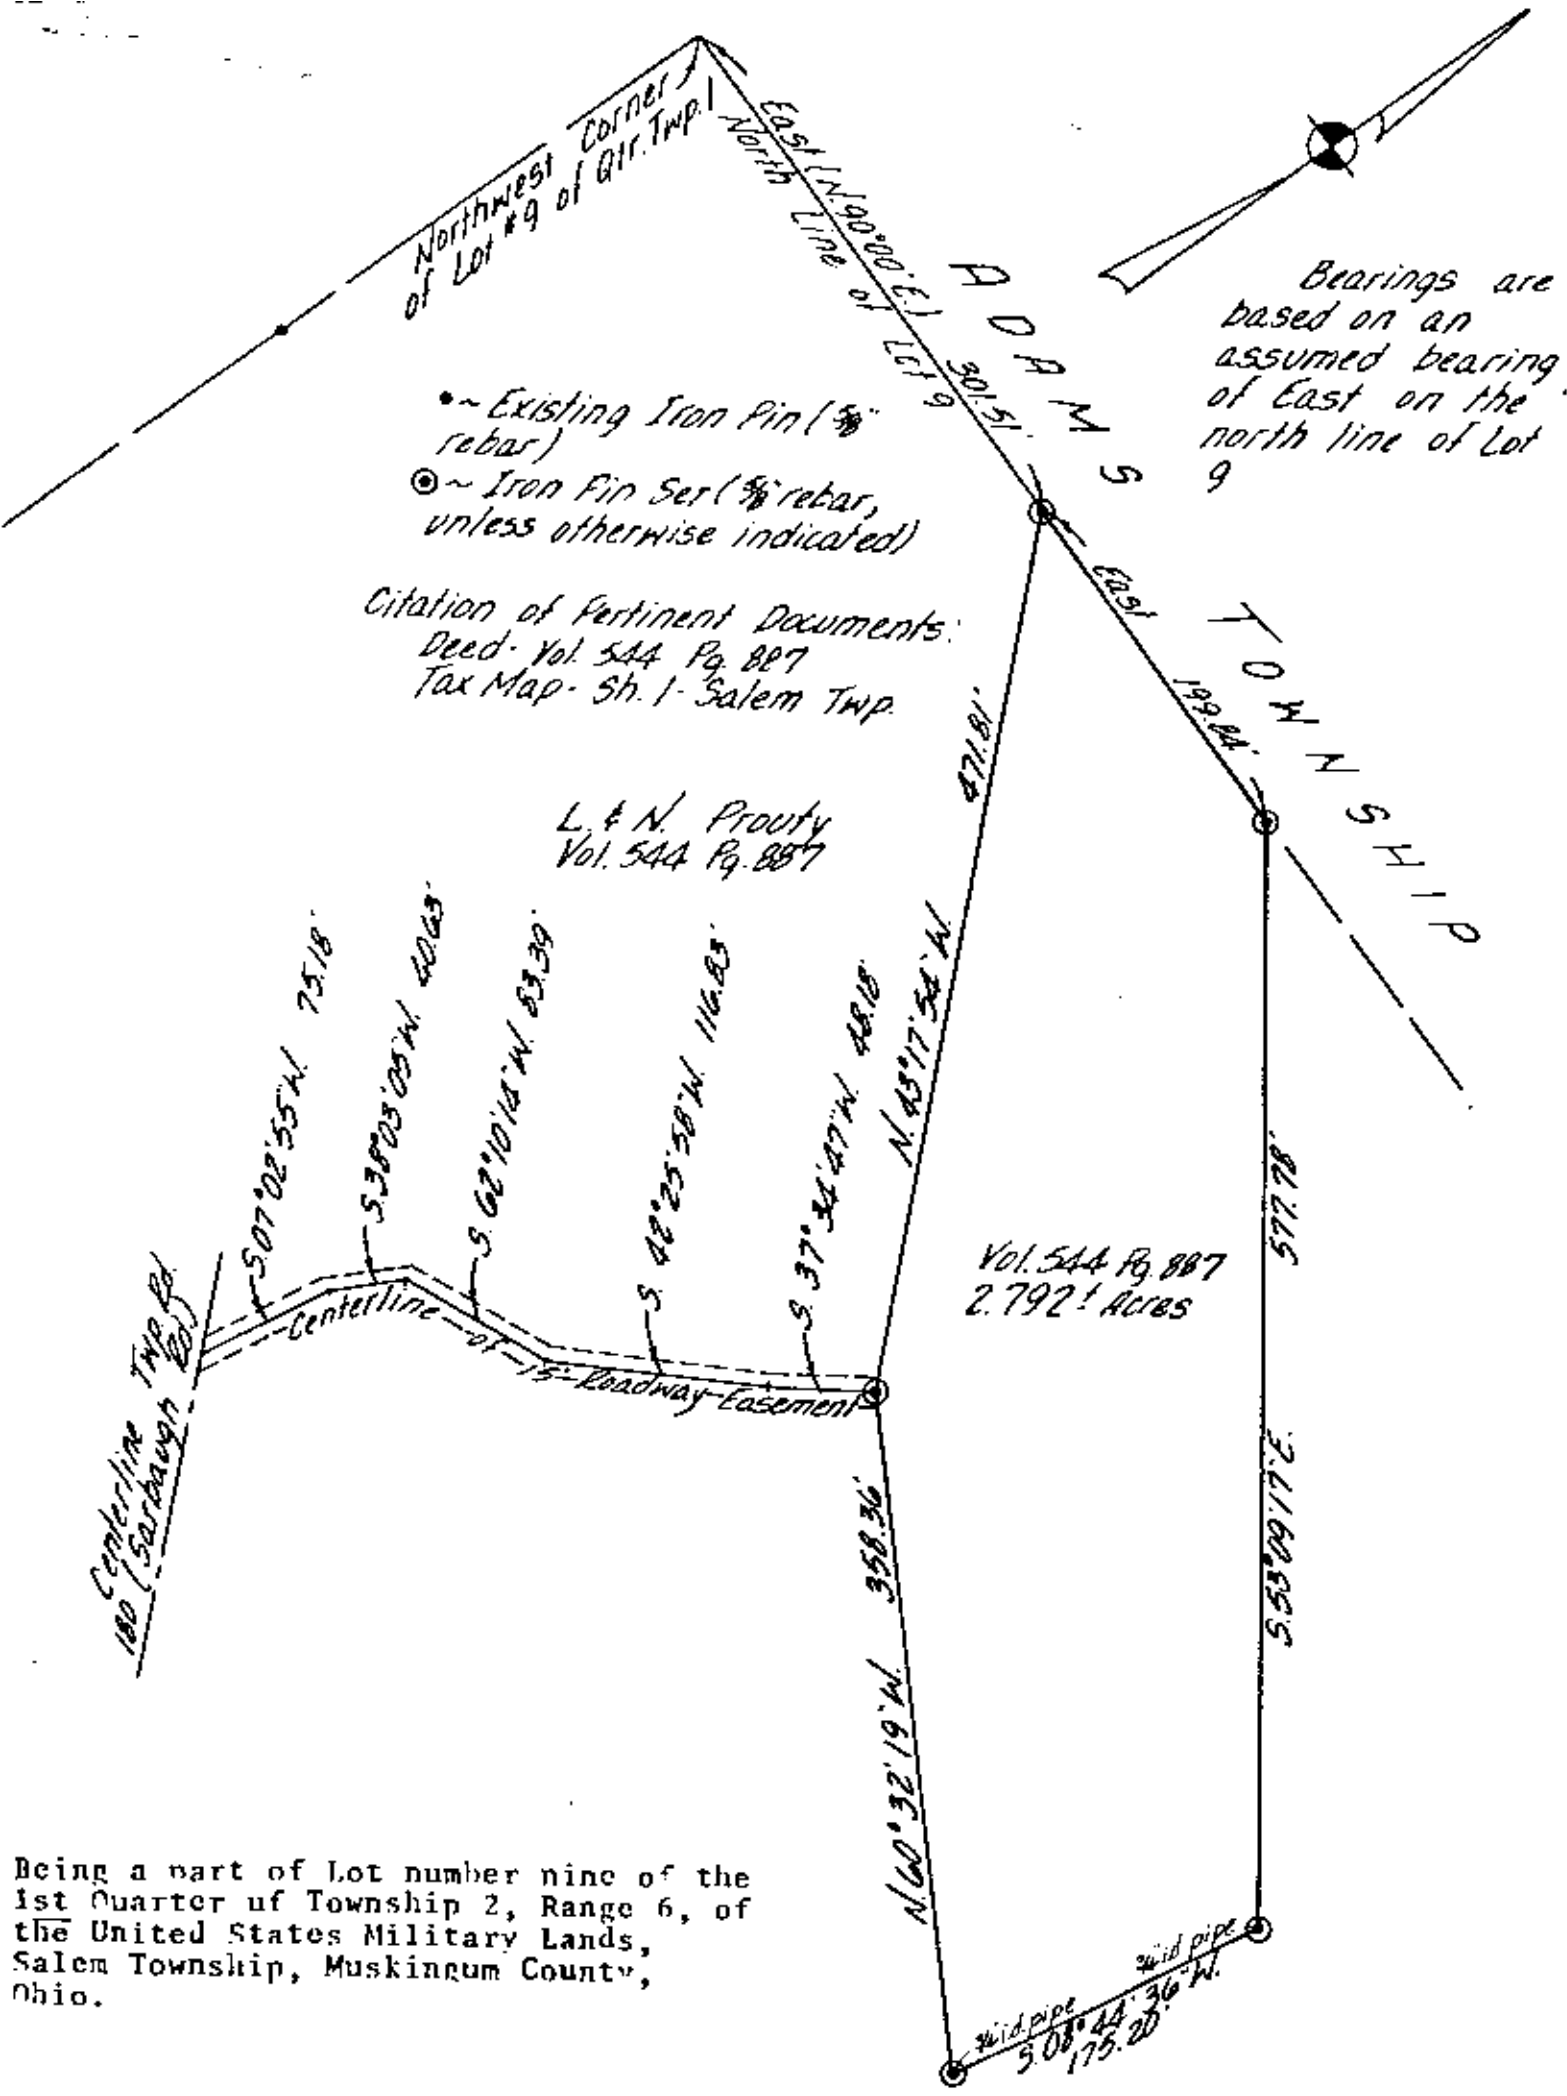 Northwest Corner
of Lot #9 of Qtr. Twp. 1
East (N.90°00'E.) 301.51'
North Line of Lot 9
ADAMS TOWNSHIP
Bearings are
based on an
assumed bearing
of East on the
north line of Lot
9
•~ Existing Iron Pin (5/8"
rebar)
⊙~ Iron Pin Set (5/8" rebar,
unless otherwise indicated)
East 199.84'
Citation of Pertinent Documents:
Deed - Vol. 544 Pg. 887
Tax Map - Sh. 1 - Salem Twp.
L. & N. Prouty
Vol. 544 Pg. 887
N.43°17'54"W. 471.81'
S.07°02'55"W. 75.18'
S.38°03'05"W. 40.63'
S.62°10'14"W. 83.39'
S.42°25'58"W. 116.83'
S.37°34'47"W. 48.18'
Vol. 544 Pg. 887
2.792± Acres
S.53°09'17"E. 577.78'
Centerline of 15' Roadway Easement
Centerline Twp. Rd.
180 (Sarbaugh Rd.)
N.60°32'19"W. 358.36'
3/4" id pipe
3/4" id pipe
S.08°44'36"W.
175.20'
Being a part of Lot number nine of the
1st Quarter of Township 2, Range 6, of
the United States Military Lands,
Salem Township, Muskingum County,
Ohio.